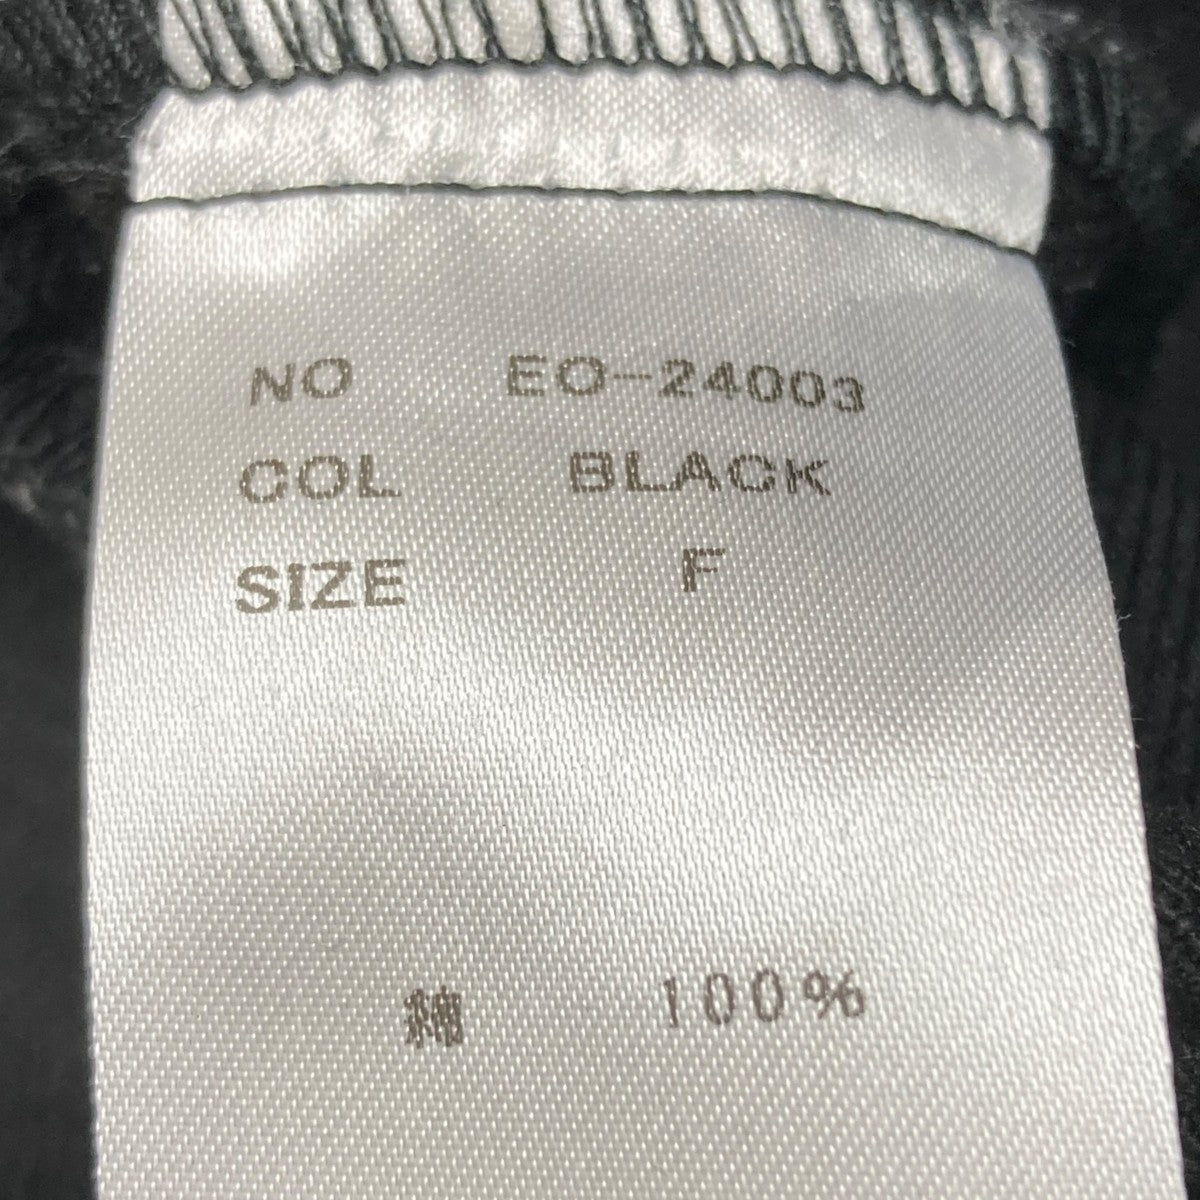 NO EO-24003
COL BLACK
SIZE F
綿 100%